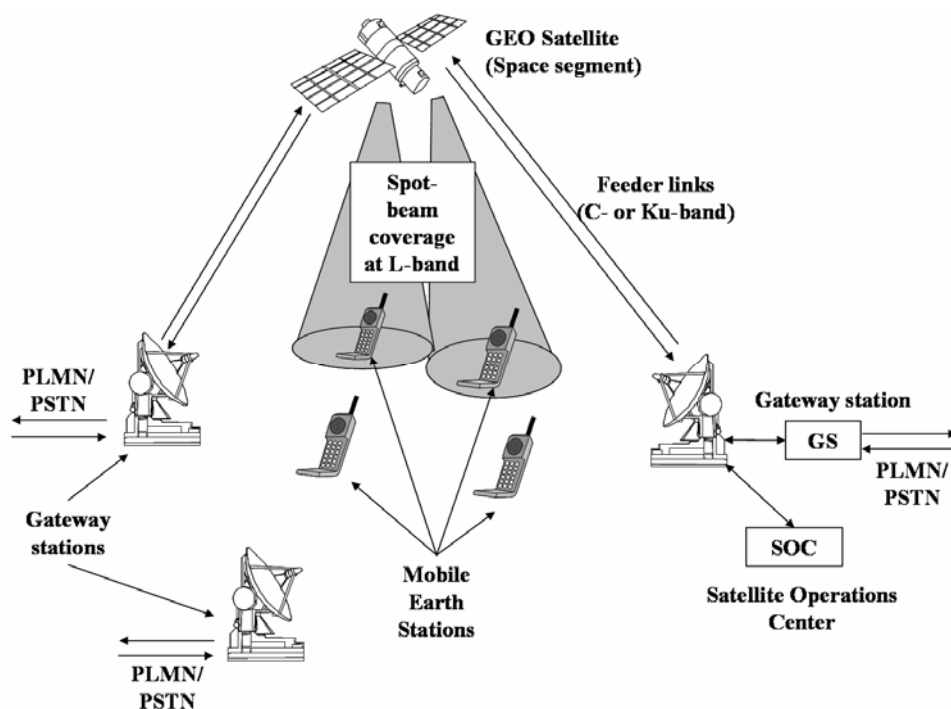 GEO Satellite
(Space segment)
Spot-
beam
coverage
at L-band
Feeder links
(C- or Ku-band)
PLMN/
PSTN
Gateway station
GS
PLMN/
PSTN
Gateway
stations
SOC
Mobile
Earth
Stations
Satellite Operations
Center
PLMN/
PSTN